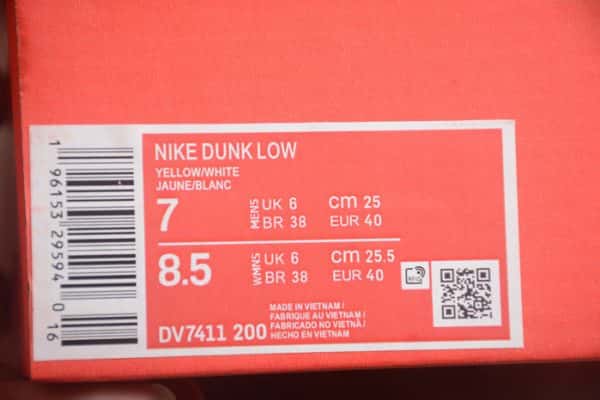 NIKE DUNK LOW
YELLOW/WHITE
JAUNE/BLANC
7 MENS UK 6 cm 25
BR 38 EUR 40
8.5 WMNS UK 6 cm 25.5
BR 38 EUR 40
MADE IN VIETNAM /
FABRIQUE AU VIETNAM /
FABRICADO NO VIETNÃ /
HECHO EN VIETNAM
DV7411 200
1 96153 29594 0 16